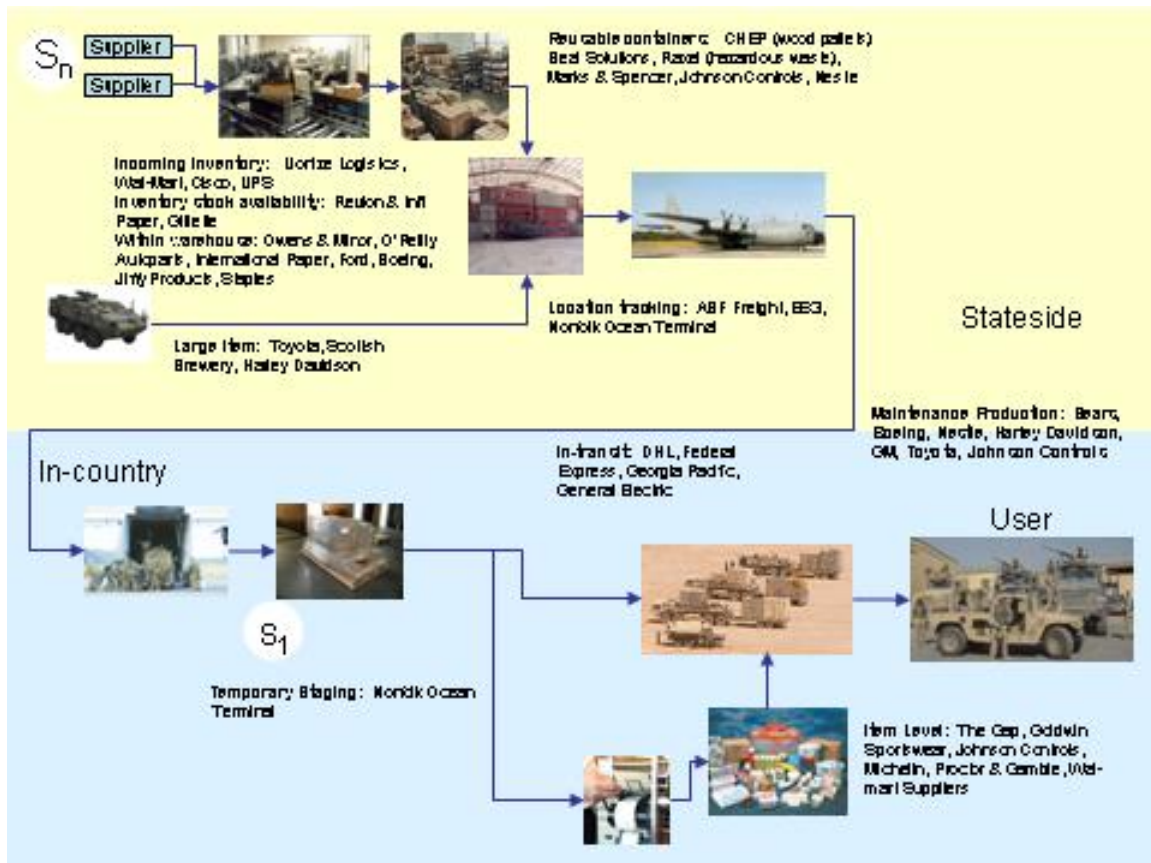 Sn
Supplier
Supplier
Reusable containers: CHEP (wood pallets)
Beal Solutions, Raxel (hazardous waste),
Marks & Spencer, Johnson Controls, Nestle
Incoming Inventory: Logistics,
Wal-Mart, Cisco, UPS
Inventory stock availability: Revlon & Intl
Paper, Gillette
Within warehouse: Owens & Minor, O'Reilly
Autoparts, International Paper, Ford, Boeing,
Jiffy Products, Staples
Location tracking: ABF Freight,
Norfolk Ocean Terminal
Stateside
Large Item: Toyota, Scottish
Brewery, Harley Davidson
Maintenance Production: Sears,
Boeing, Nestle, Harley Davidson,
GM, Toyota, Johnson Controls
In-country
In-transit: DHL, Federal
Express, Georgia Pacific,
General Electric
User
S1
Temporary Staging: Norfolk Ocean
Terminal
Item Level: The Gap, Goldwin
Sportswear, Johnson Controls,
Michelin, Proctor & Gamble, Wal-
mart Suppliers